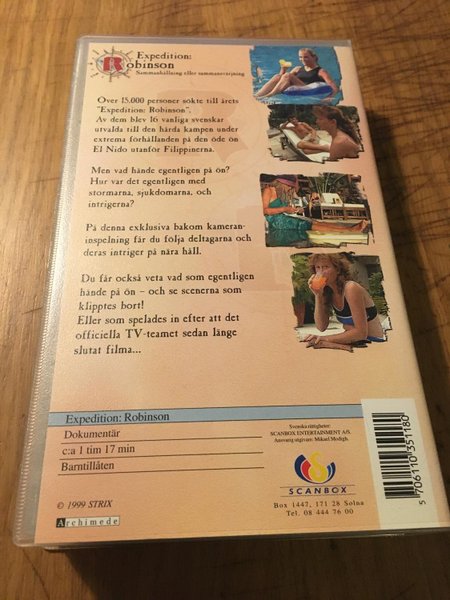 Expedition:
Robinson
Sammanhållning eller sammansvärjning
Över 15.000 personer sökte till årets
"Expedition: Robinson".
Av dem blev 16 vanliga svenskar
utvalda till den hårda kampen under
extrema förhållanden på den öde ön
El Nido utanför Filippinerna.
Men vad hände egentligen på ön?
Hur var det egentligen med
stormarna, sjukdomarna, och
intrigerna?
På denna exklusiva bakom kameran-
inspelning får du följa deltagarna och
deras intriger på nära håll.
Du får också veta vad som egentligen
hände på ön - och se scenerna som
klipptes bort!
Eller som spelades in efter att det
officiella TV-teamet sedan länge
slutat filma...
Expedition: Robinson
Dokumentär
c:a 1 tim 17 min
Barntillåten
© 1999 STRIX
Archimede
Svenska rättigheter:
SCANBOX ENTERTAINMENT A/S.
Ansvarig utgivare: Mikael Modigh.
SCANBOX
Box 1447, 171 28 Solna
Tel. 08 444 76 00
5 706110 351180